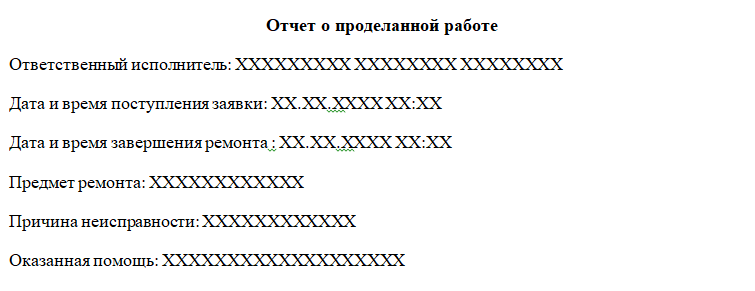 Отчет о проделанной работе
Ответственный исполнитель: XXXXXXXXX XXXXXXXX XXXXXXXX
Дата и время поступления заявки: XX.XX.XXXX XX:XX
Дата и время завершения ремонта : XX.XX.XXXX XX:XX
Предмет ремонта: XXXXXXXXXXXX
Причина неисправности: XXXXXXXXXXXX
Оказанная помощь: XXXXXXXXXXXXXXXXXXX